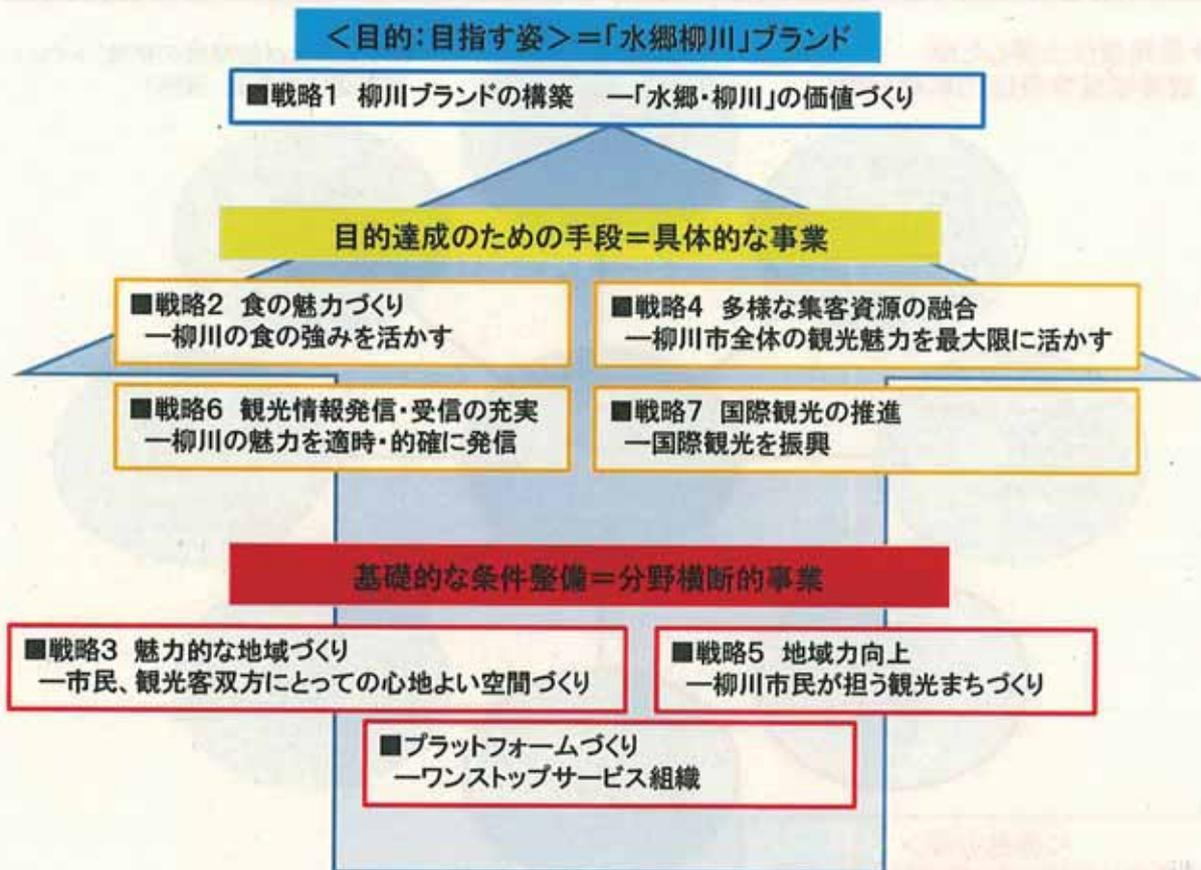 ＜目的：目指す姿＞＝「水郷柳川」ブランド
■戦略1 柳川ブランドの構築 ―「水郷・柳川」の価値づくり
目的達成のための手段＝具体的な事業
■戦略2 食の魅力づくり
―柳川の食の強みを活かす
■戦略4 多様な集客資源の融合
―柳川市全体の観光魅力を最大限に活かす
■戦略6 観光情報発信・受信の充実
―柳川の魅力を適時・的確に発信
■戦略7 国際観光の推進
―国際観光を振興
基礎的な条件整備＝分野横断的事業
■戦略3 魅力的な地域づくり
―市民、観光客双方にとっての心地よい空間づくり
■戦略5 地域力向上
―柳川市民が担う観光まちづくり
■プラットフォームづくり
―ワンストップサービス組織